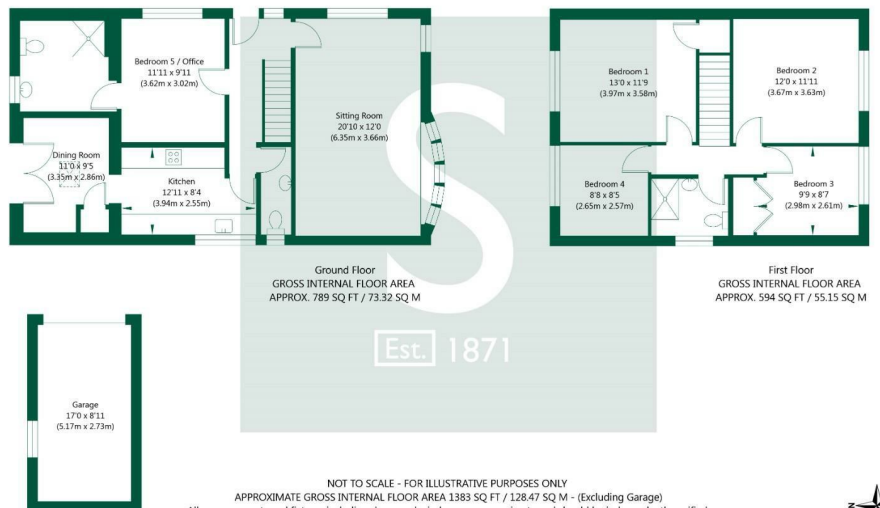 Bedroom 5 / Office
11'11 x 9'11
(3.62m x 3.02m)
Dining Room
11'0 x 9'5
(3.35m x 2.86m)
Kitchen
12'11 x 8'4
(3.94m x 2.55m)
Sitting Room
20'10 x 12'0
(6.35m x 3.66m)
Bedroom 1
13'0 x 11'9
(3.97m x 3.58m)
Bedroom 2
12'0 x 11'11
(3.67m x 3.63m)
Bedroom 4
8'8 x 8'5
(2.65m x 2.57m)
Bedroom 3
9'9 x 8'7
(2.98m x 2.61m)
S
Ground Floor
GROSS INTERNAL FLOOR AREA
APPROX. 789 SQ FT / 73.32 SQ M
First Floor
GROSS INTERNAL FLOOR AREA
APPROX. 594 SQ FT / 55.15 SQ M
Est. 1871
Garage
17'0 x 8'11
(5.17m x 2.73m)
NOT TO SCALE - FOR ILLUSTRATIVE PURPOSES ONLY
APPROXIMATE GROSS INTERNAL FLOOR AREA 1383 SQ FT / 128.47 SQ M - (Excluding Garage)